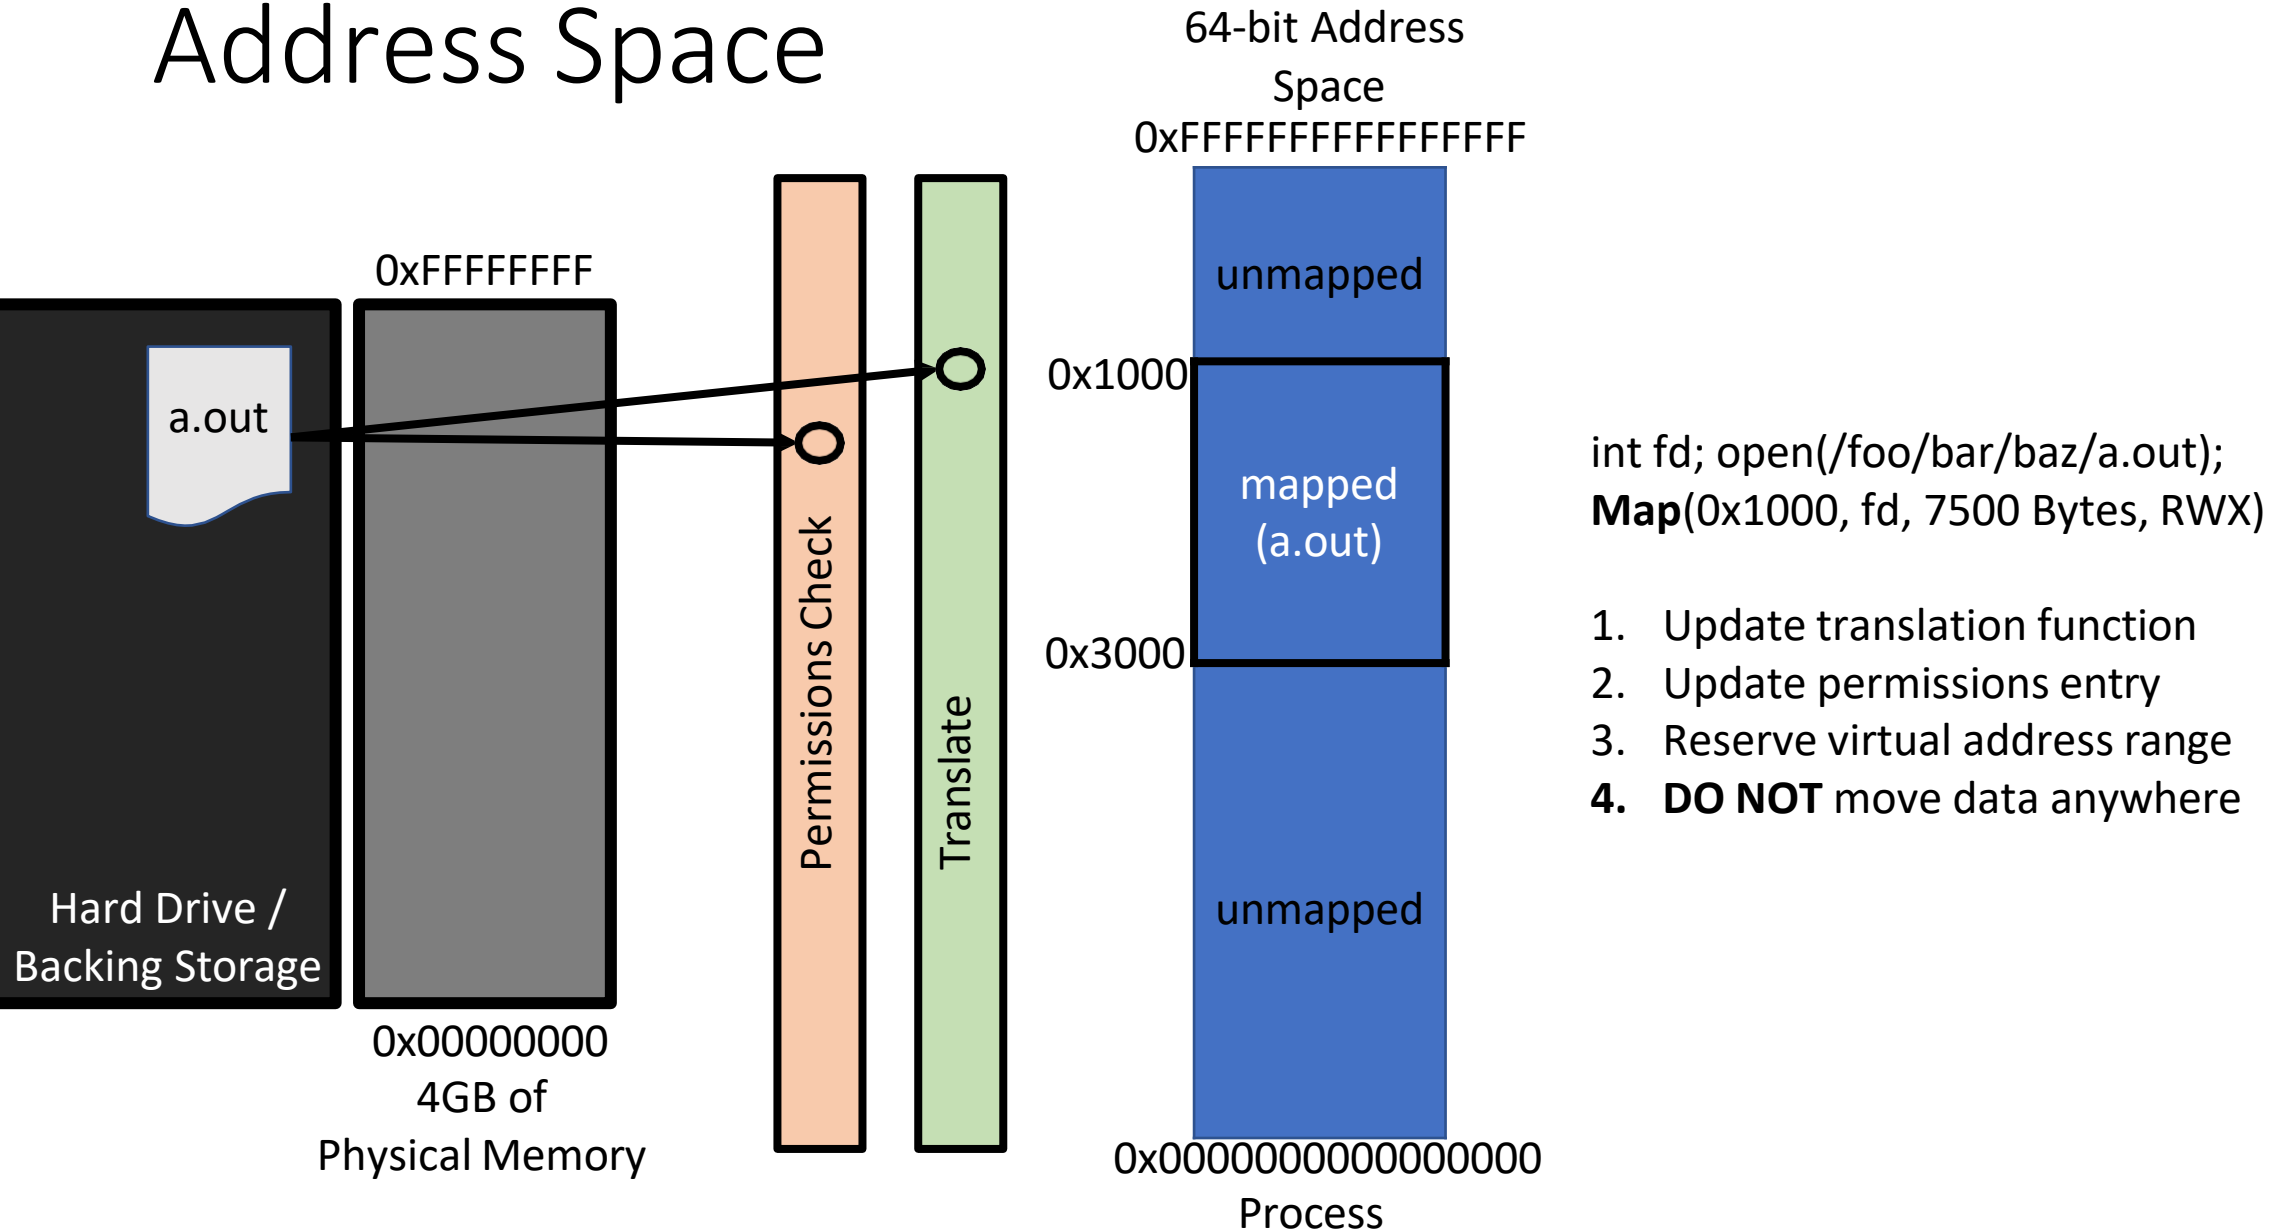 Address Space
64-bit Address
Space
0xFFFFFFFFFFFFFFFF
0xFFFFFFFF
a.out
Hard Drive /
Backing Storage
0x00000000
4GB of
Physical Memory
Permissions Check
Translate
unmapped
0x1000
mapped
(a.out)
0x3000
unmapped
0x0000000000000000
Process
int fd; open(/foo/bar/baz/a.out);
Map(0x1000, fd, 7500 Bytes, RWX)
1. Update translation function
2. Update permissions entry
3. Reserve virtual address range
4. DO NOT move data anywhere